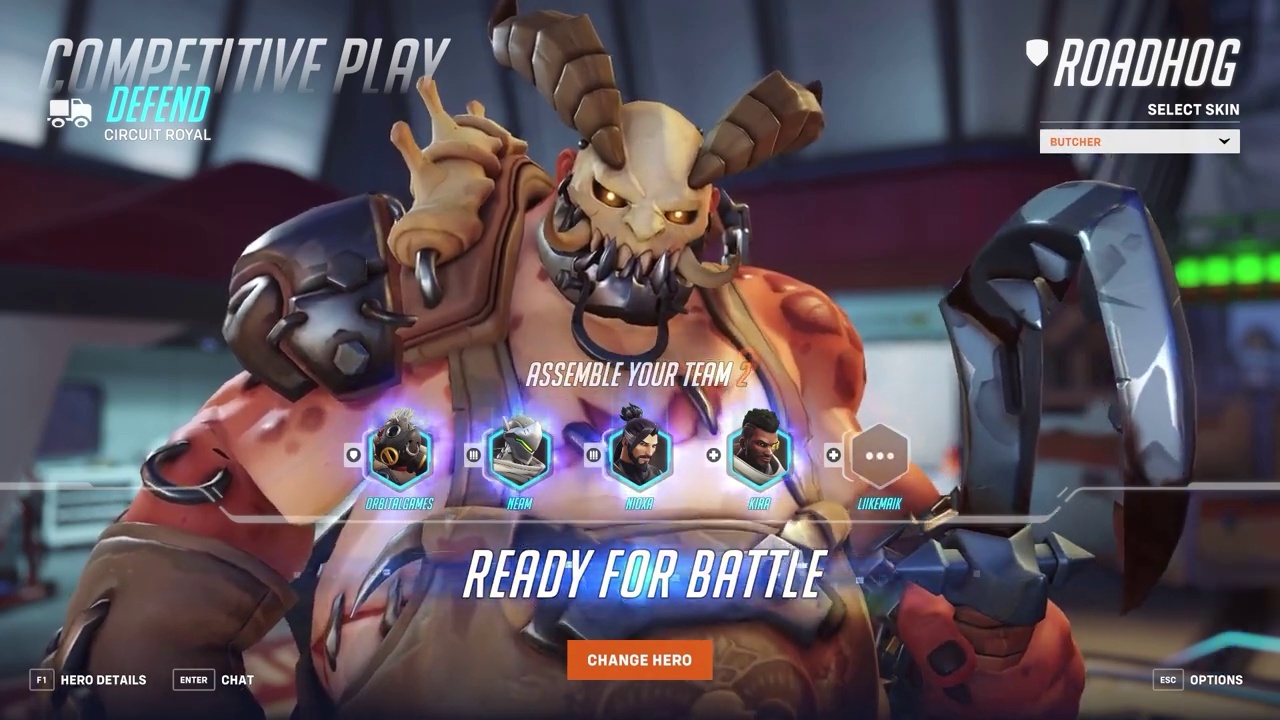 COMPETITIVE PLAY
DEFEND
CIRCUIT ROYAL
ROADHOG
SELECT SKIN
BUTCHER
ASSEMBLE YOUR TEAM 2
ORBITALGAMES
NEAM
NIOXA
KIRA
LIIKEMAIK
READY FOR BATTLE
CHANGE HERO
F1 HERO DETAILS
ENTER CHAT
ESC OPTIONS